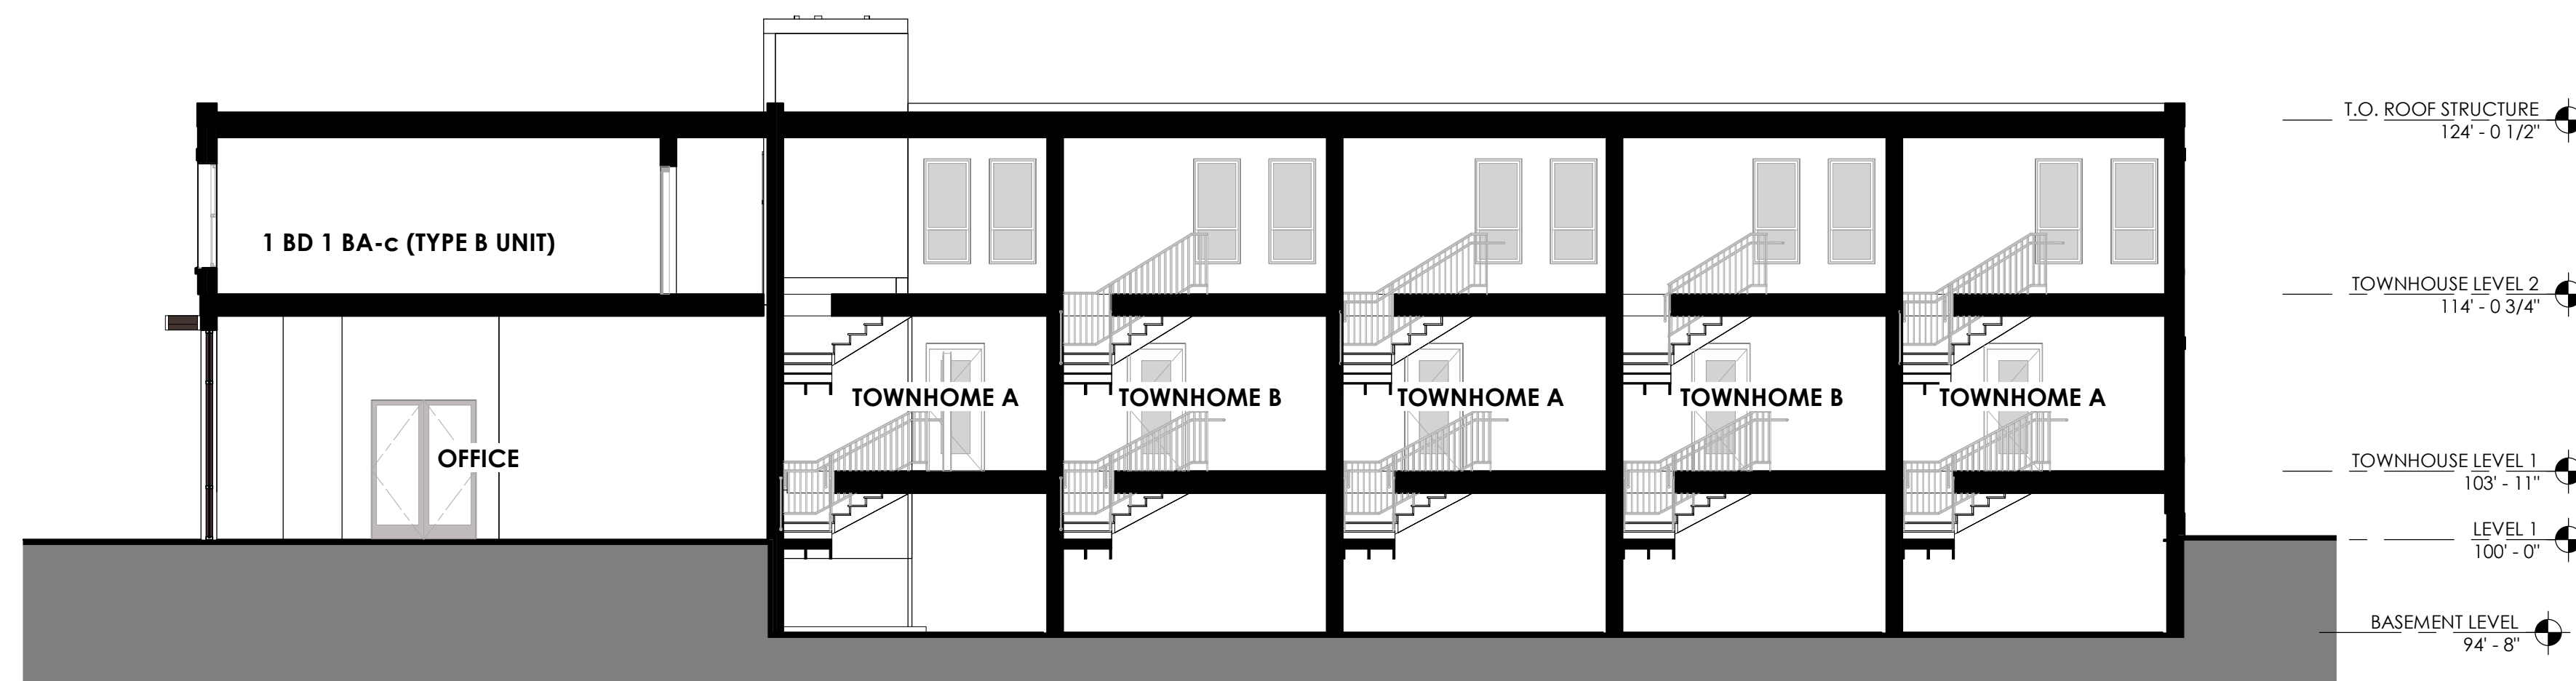 T.O. ROOF STRUCTURE
124' - 0 1/2"
1 BD 1 BA-c (TYPE B UNIT)
TOWNHOUSE LEVEL 2
114' - 0 3/4"
TOWNHOME A
TOWNHOME B
TOWNHOME A
TOWNHOME B
TOWNHOME A
OFFICE
TOWNHOUSE LEVEL 1
103' - 11"
LEVEL 1
100' - 0"
BASEMENT LEVEL
94' - 8"